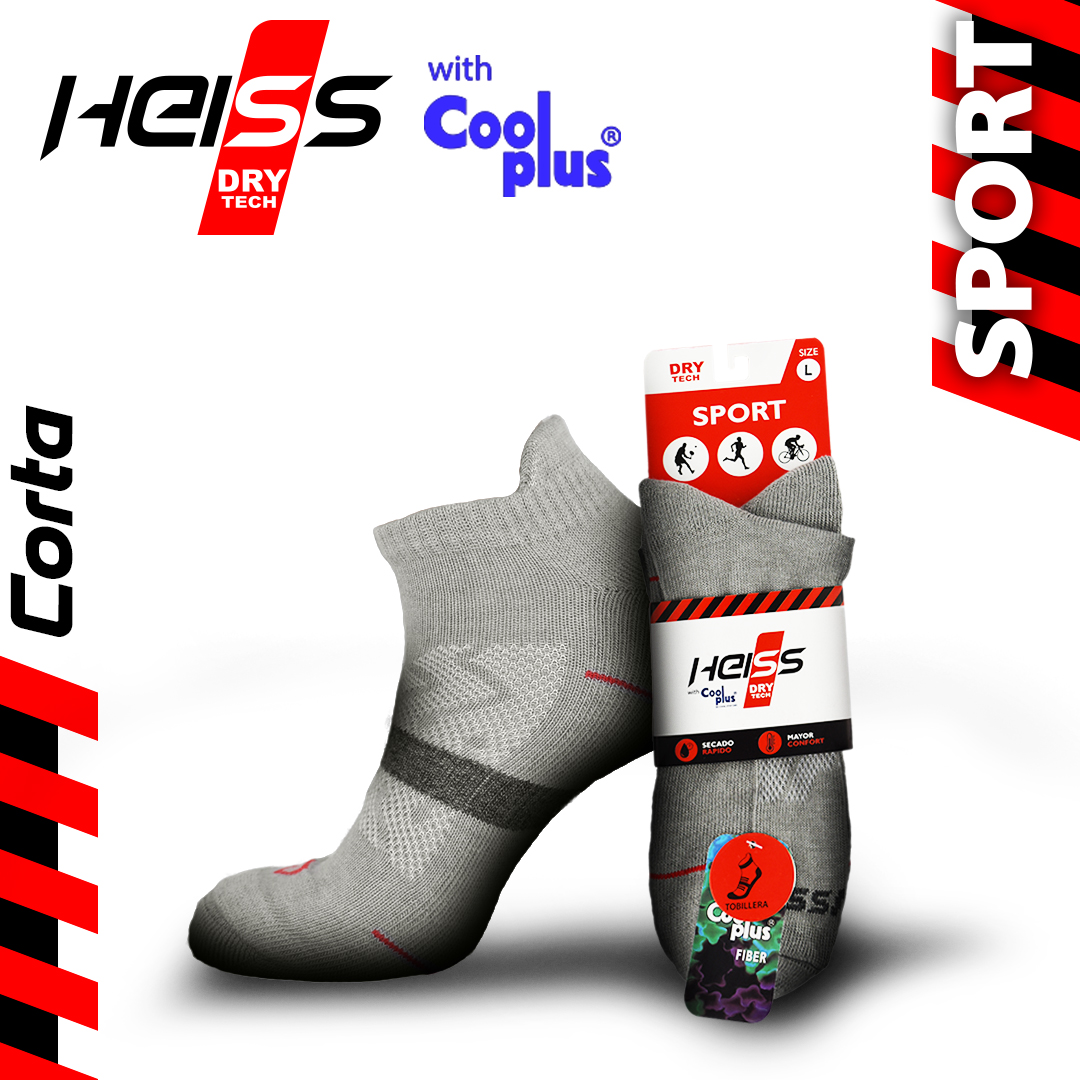 HEISS
DRY
TECH
with
Cool
plus®
SPORT
Corta
DRY
TECH
SIZE
L
SPORT
HEISS
with Cool
plus®
DRY
TECH
SECADO
RAPIDO
MAYOR
CONFORT
TOBILLERA
Cool
plus®
FIBER